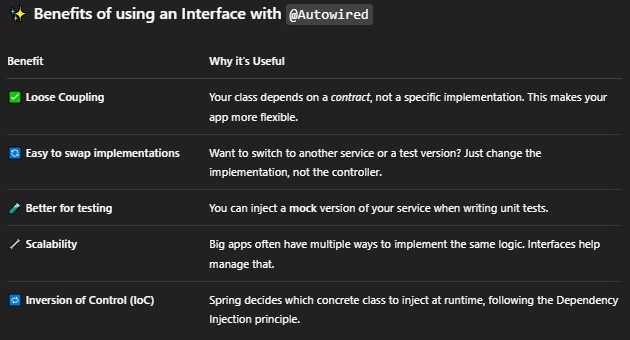 ✨ Benefits of using an Interface with @Autowired
Benefit Why it's Useful
✅ Loose Coupling Your class depends on a contract, not a specific implementation. This makes your
app more flexible.
🔄 Easy to swap implementations Want to switch to another service or a test version? Just change the
implementation, not the controller.
🧪 Better for testing You can inject a mock version of your service when writing unit tests.
Scalability Big apps often have multiple ways to implement the same logic. Interfaces help
manage that.
🔁 Inversion of Control (IoC) Spring decides which concrete class to inject at runtime, following the Dependency
Injection principle.